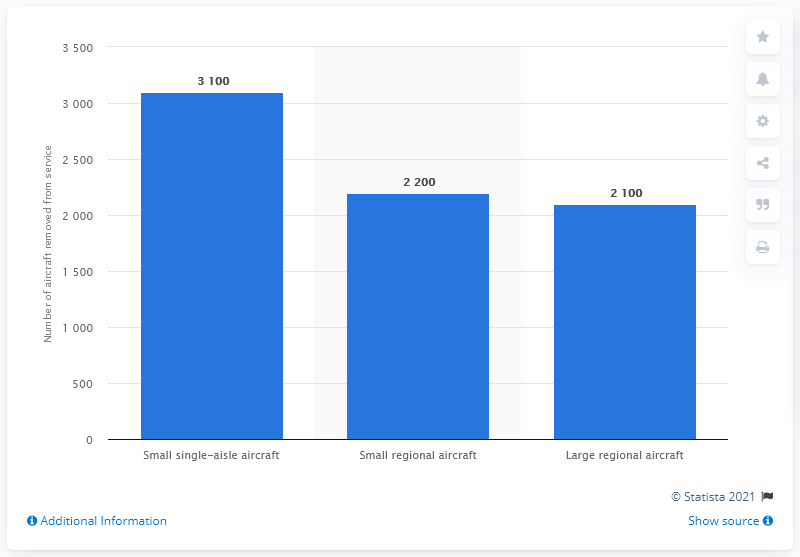 3 500
3 000
2 500
2 000
1 500
1 000
500
0
Number of aircraft removed from service
3 100
2 200
2 100
Small single-aisle aircraft
Small regional aircraft
Large regional aircraft
© Statista 2021
Additional Information
Show source